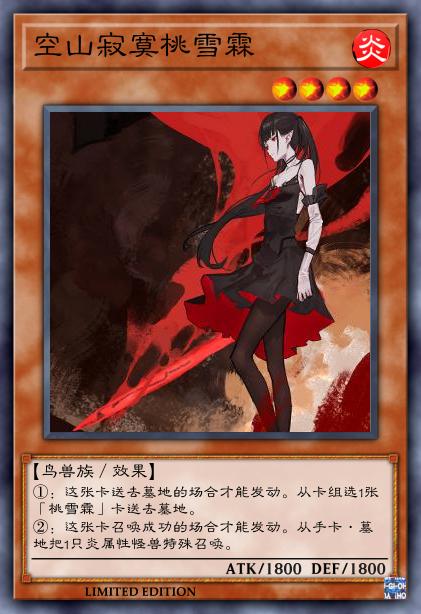 空山寂寞桃雪霖
炎
【鸟兽族／效果】
①：这张卡送去墓地的场合才能发动。从卡组选1张
「桃雪霖」卡送去墓地。
②：这张卡召唤成功的场合才能发动。从手卡·墓
地把1只炎属性怪兽特殊召唤。
ATK/1800 DEF/1800
LIMITED EDITION